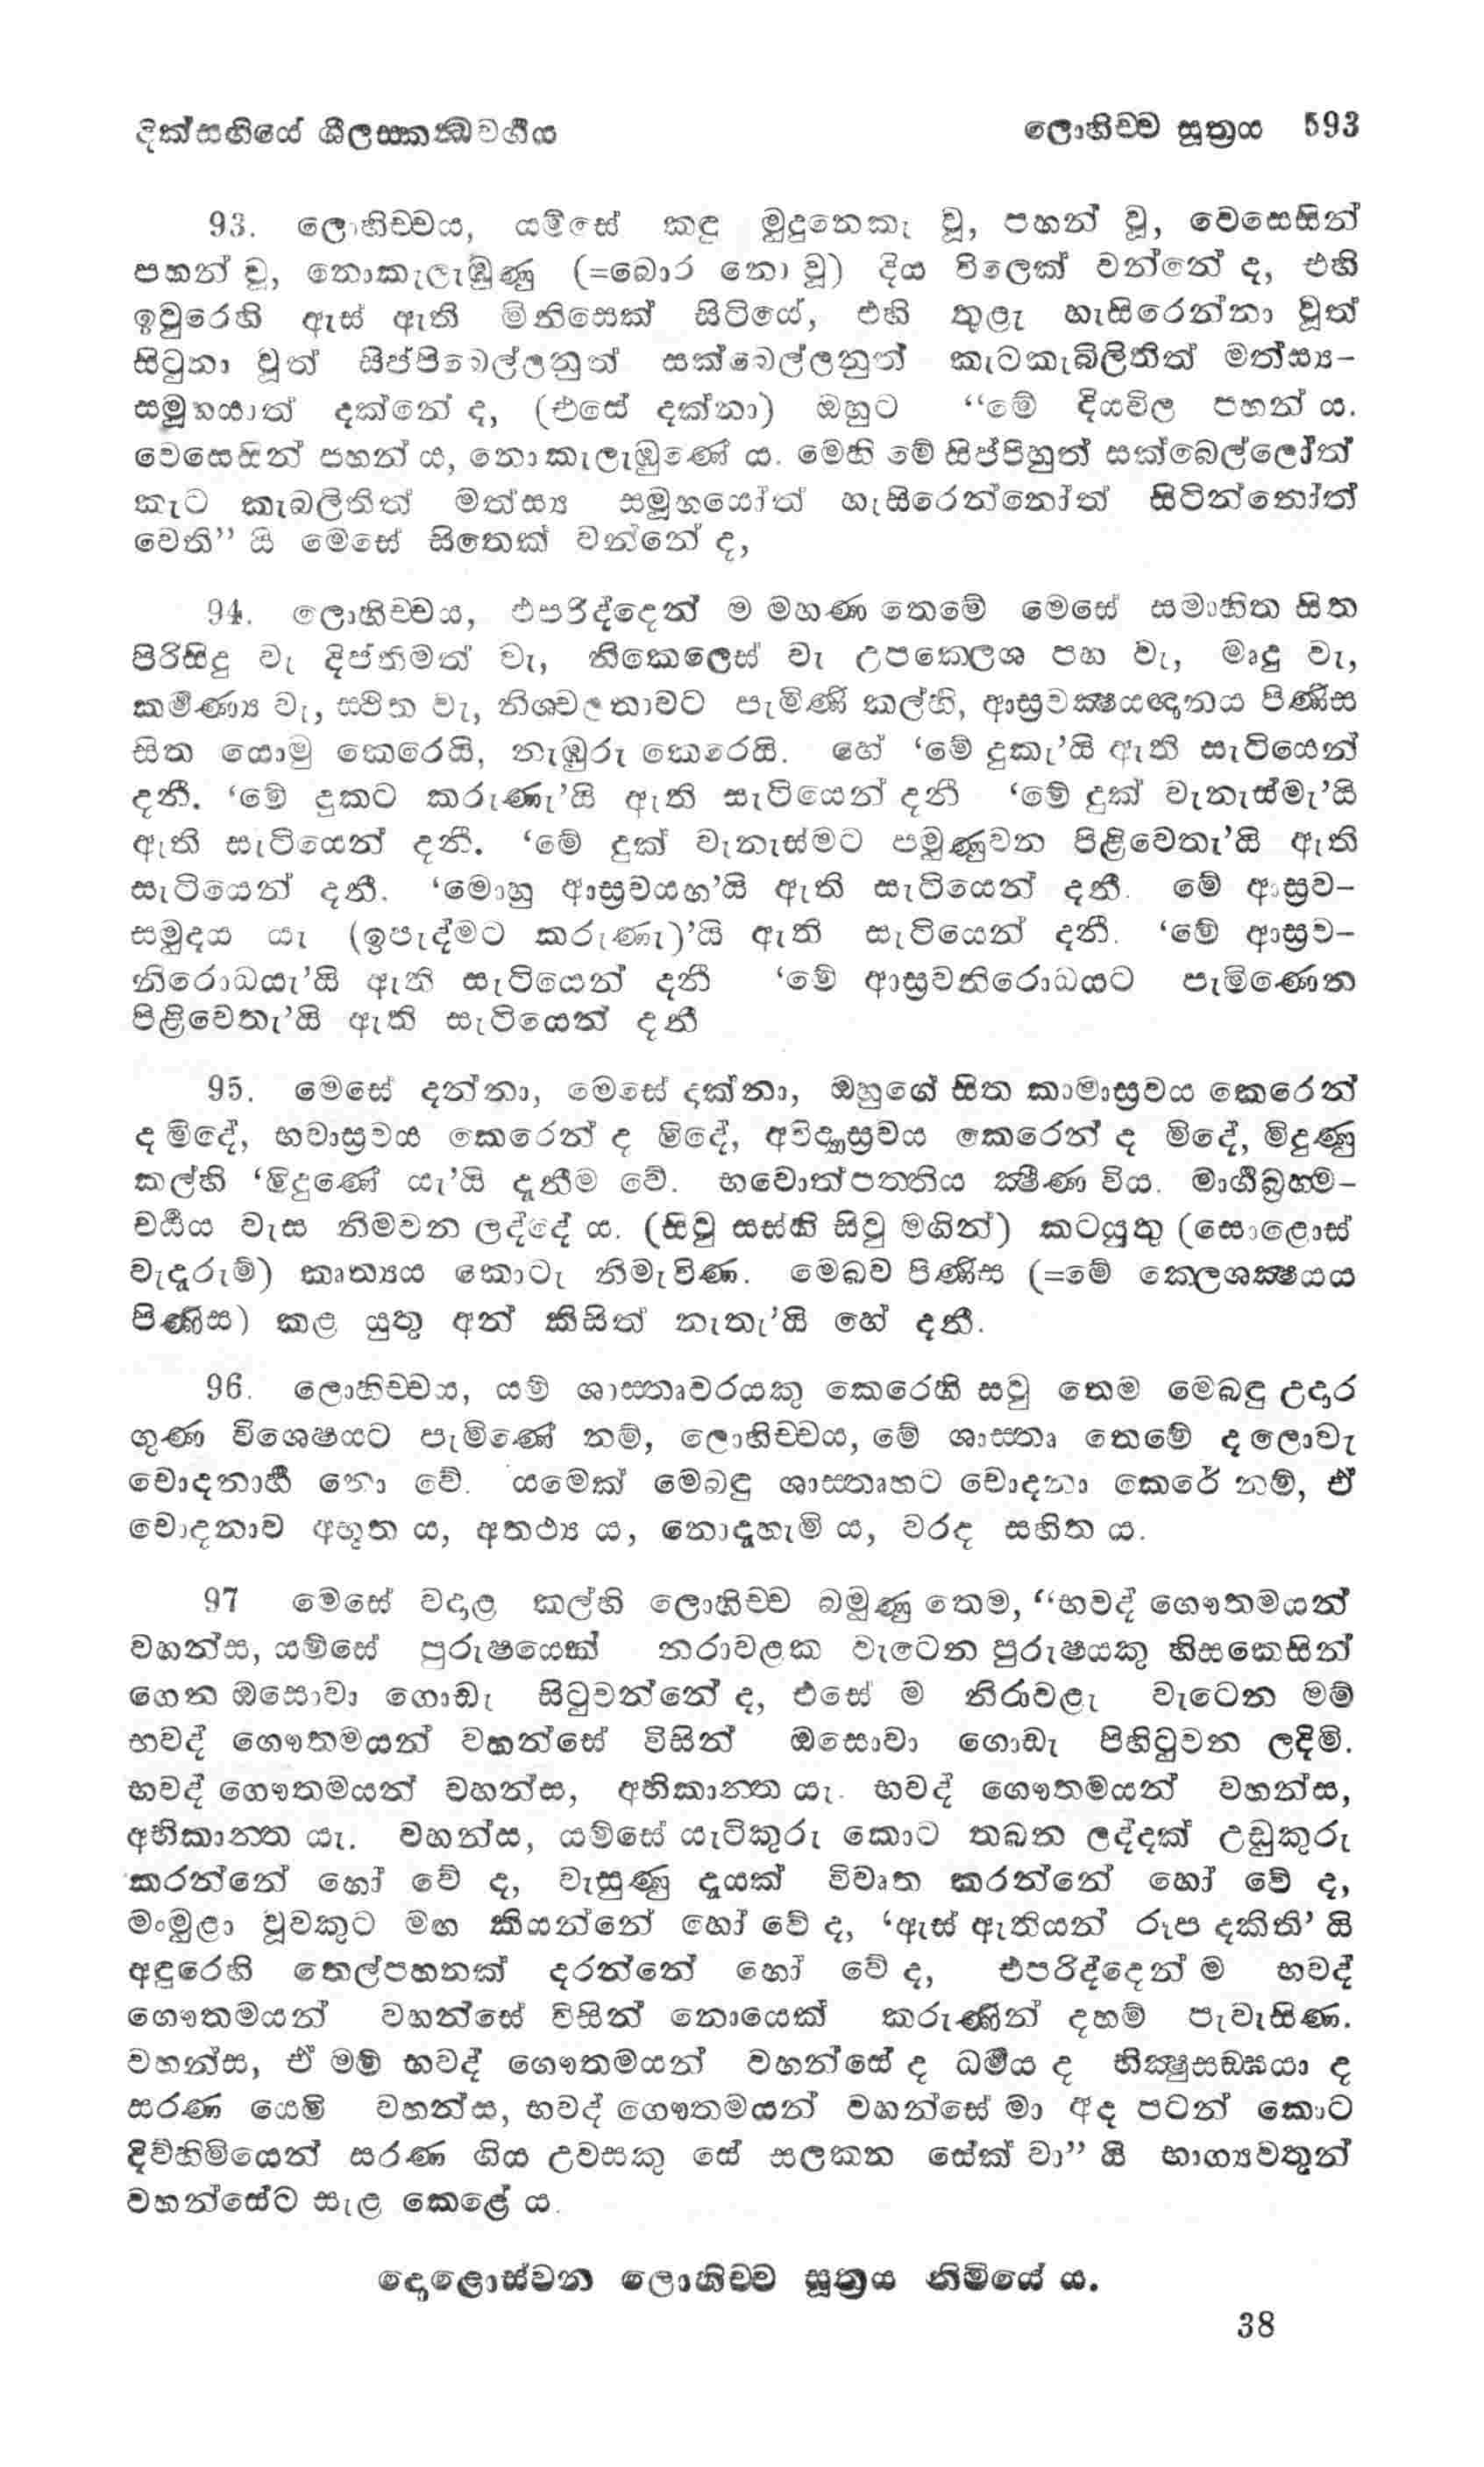 දික්සඟියේ ශීලස්කන්ධවර්ගය ලොහිච්ච සූත්‍රය 593
93. ලොහිච්චය, යම්සේ කඳු මුදුනෙකැ වූ, පහන් වූ, වෙසෙසින්
පහන් වූ, නොකැලැඹුණු (=බොර නො වූ) දිය විලෙක් වන්නේ ද, එහි
ඉවුරෙහි ඇස් ඇති මිනිසෙක් සිටියේ, එහි තුළැ හැසිරෙන්නා වූත්
සිටුනා වූත් සිප්පිබෙල්ලනුත් සක්බෙල්ලනුත් කැටකැබිලිතිත් මත්ස්‍ය-
සමූහයාත් දක්නේ ද, (එසේ දක්නා) ඔහුට “මේ දියවිල පහන් ය.
වෙසෙසින් පහන් ය, නොකැලැඹුණේ ය. මෙහි මේ සිප්පිහුත් සක්බෙල්ලෝත්
කැට කැබලිතිත් මත්ස්‍ය සමූහයෝත් හැසිරෙන්නෝත් සිටින්නෝත්
වෙති” යි මෙසේ සිතෙක් වන්නේ ද,
94. ලොහිච්චය, එපරිද්දෙන් ම මහණ තෙමේ මෙසේ සමාහිත සිත
පිරිසිදු වැ දිප්තිමත් වැ, නිකෙලෙස් වැ උපක්ලෙශ පහ වැ, මෘදු වැ,
කර්මණ්‍ය වැ, ස්ථිත වැ, නිශ්චලතාවට පැමිණි කල්හි, ආස්‍රවක්‍ෂයඥානය පිණිස
සිත යොමු කෙරෙයි, නැඹුරු කෙරෙයි. හේ ‘මේ දුකැ’යි ඇති සැටියෙන්
දනී. ‘මේ දුකට කරුණැ’යි ඇති සැටියෙන් දනී ‘මේ දුක් වැනැස්මැ’යි
ඇති සැටියෙන් දනී. ‘මේ දුක් වැනැස්මට පමුණුවන පිළිවෙතැ’යි ඇති
සැටියෙන් දනී. ‘මොහු ආස්‍රවයහ’යි ඇති සැටියෙන් දනී. මේ ආස්‍රව-
සමුදය යැ (ඉපැද්මට කරුණැ)’යි ඇති සැටියෙන් දනී. ‘මේ ආස්‍රව-
නිරොධයැ’යි ඇති සැටියෙන් දනී ‘මේ ආස්‍රවනිරොධයට පැමිණෙන
පිළිවෙතැ’යි ඇති සැටියෙන් දනී
95. මෙසේ දන්නා, මෙසේ දක්නා, ඔහුගේ සිත කාමාස්‍රවය කෙරෙන්
ද මිදේ, භවාස්‍රවය කෙරෙන් ද මිදේ, අවිද්‍යාස්‍රවය කෙරෙන් ද මිදේ, මිදුණු
කල්හි ‘මිදුණේ යැ’යි දැනීම වේ. භවොත්පත්තිය ක්‍ෂීණ විය. මාර්ගබ්‍රහ්ම-
චර්‍ය්‍යය වැස නිමවන ලද්දේ ය. (සිවු සස්හි සිවු මගින්) කටයුතු (සොළොස්
වැදෑරුම්) කෘත්‍යය කොටැ නිමැවිණ. මෙබව පිණිස (=මේ ක්ලෙශක්‍ෂයය
පිණිස) කළ යුතු අන් කිසිත් නැතැ’යි හේ දනී.
96. ලොහිච්චය, යම් ශාස්තෘවරයකු කෙරෙහි සවු තෙම මෙබඳු උදාර
ගුණ විශෙෂයට පැමිණේ නම්, ලොහිච්චය, මේ ශාස්තෘ තෙමේ ද ලොවැ
චොදනාර්හ නො වේ. යමෙක් මෙබඳු ශාස්තෘහට චොදනා කෙරේ නම්, ඒ
චොදනාව අභූත ය, අතථ්‍ය ය, නොදැහැමි ය, වරද සහිත ය.
97 මෙසේ වදාළ කල්හි ලොහිච්ච බමුණු තෙම, “භවද් ගෞතමයන්
වහන්ස, යම්සේ පුරුෂයෙක් නරාවළක වැටෙන පුරුෂයකු හිසකෙසින්
ගෙන ඔසොවා ගොඩැ සිටුවන්නේ ද, එසේ ම නිරාවළැ වැටෙන මම්
භවද් ගෞතමයන් වහන්සේ විසින් ඔසොවා ගොඩැ පිහිටුවන ලදිමි.
භවද් ගෞතමයන් වහන්ස, අභිකාන්ත යැ. භවද් ගෞතමයන් වහන්ස,
අභිකාන්ත යැ. වහන්ස, යම්සේ යැටිකුරු කොට තබන ලද්දක් උඩුකුරු
කරන්නේ හෝ වේ ද, වැසුණු දැයක් විවෘත කරන්නේ හෝ වේ ද,
මංමුළා වූවකුට මඟ කියන්නේ හෝ වේ ද, ‘ඇස් ඇතියන් රූප දකිති’ යි
අඳුරෙහි තෙල්පහනක් දරන්නේ හෝ වේ ද, එපරිද්දෙන් ම භවද්
ගෞතමයන් වහන්සේ විසින් නොයෙක් කරුණින් දහම් පැවැසිණ.
වහන්ස, ඒ මම් භවද් ගෞතමයන් වහන්සේ ද ධර්මය ද භික්‍ෂුසඞ්ඝයා ද
සරණ යෙමි වහන්ස, භවද් ගෞතමයන් වහන්සේ මා අද පටන් කොට
දිවිහිමියෙන් සරණ ගිය උවසකු සේ සලකන සේක් වා” යි භාග්‍යවතුන්
වහන්සේට සැළ කෙළේ ය.
දොළොස්වන ලොහිච්ච සූත්‍රය නිමියේ ය.
38